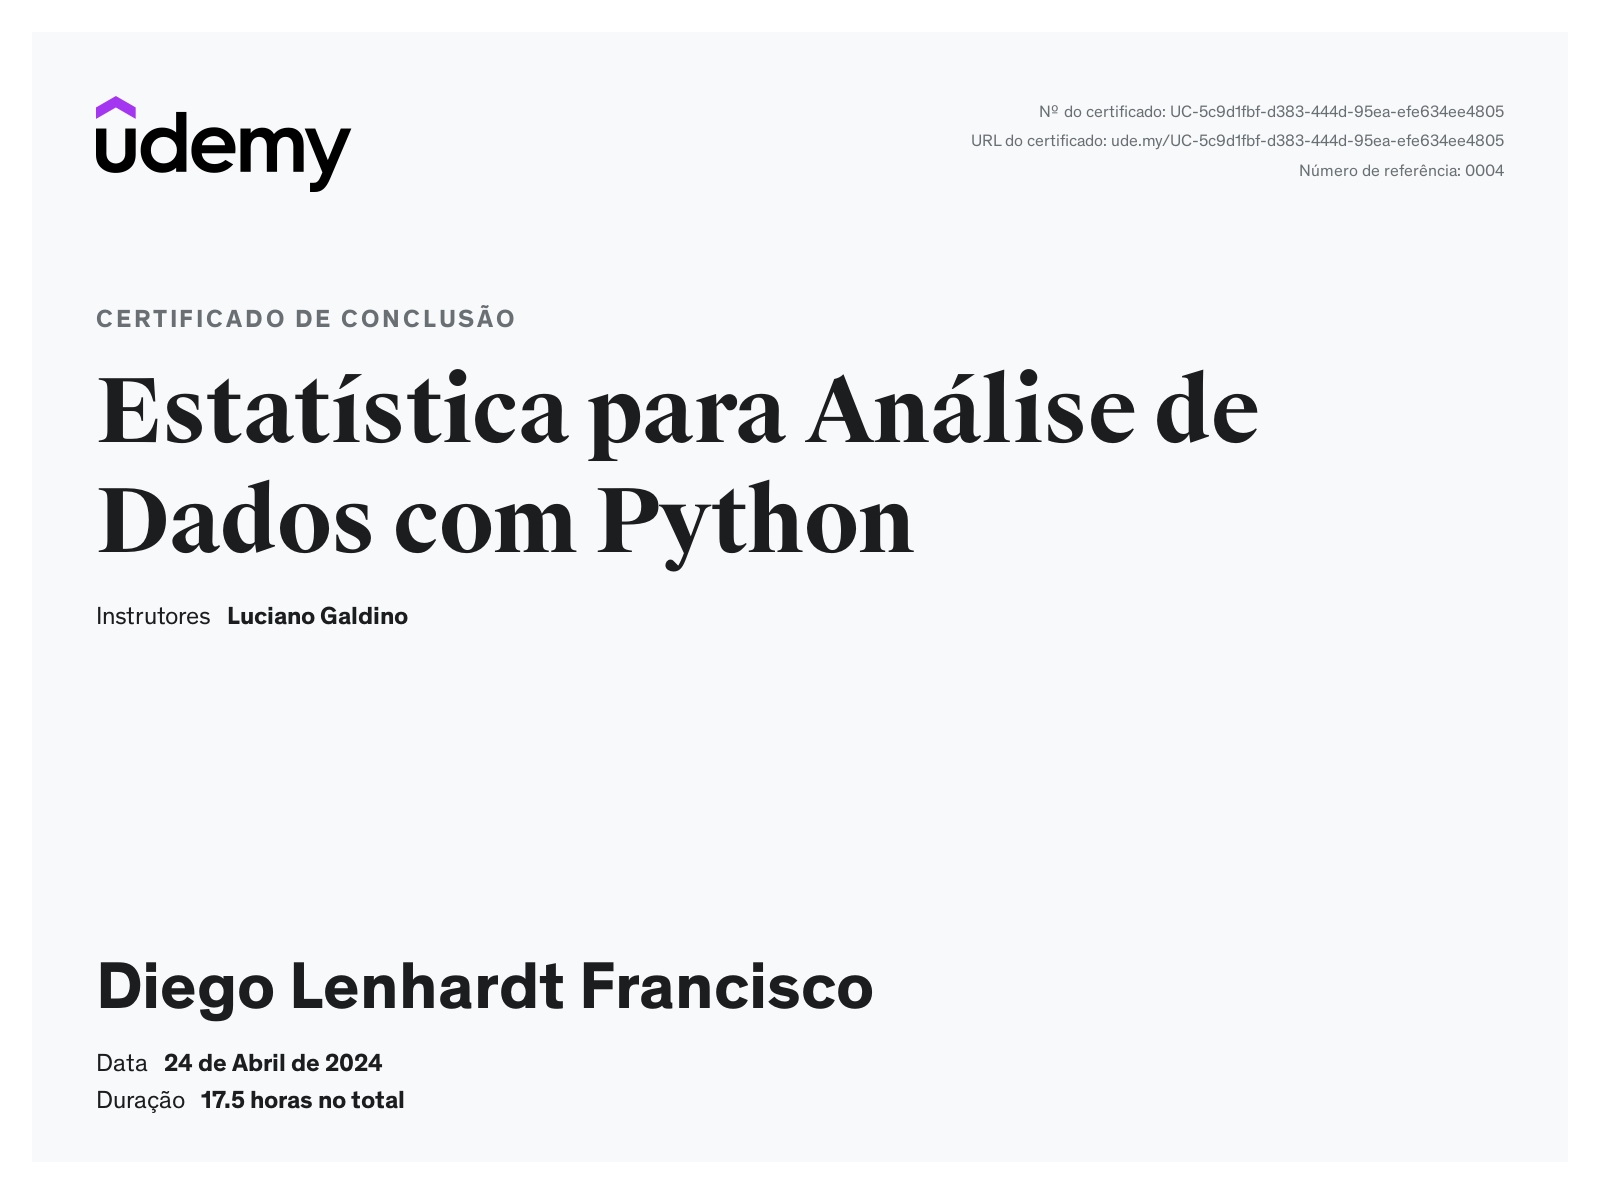 udemy
Nº do certificado: UC-5c9d1fbf-d383-444d-95ea-efe634ee4805
URL do certificado: ude.my/UC-5c9d1fbf-d383-444d-95ea-efe634ee4805
Número de referência: 0004
CERTIFICADO DE CONCLUSÃO
Estatística para Análise de
Dados com Python
Instrutores Luciano Galdino
Diego Lenhardt Francisco
Data 24 de Abril de 2024
Duração 17.5 horas no total